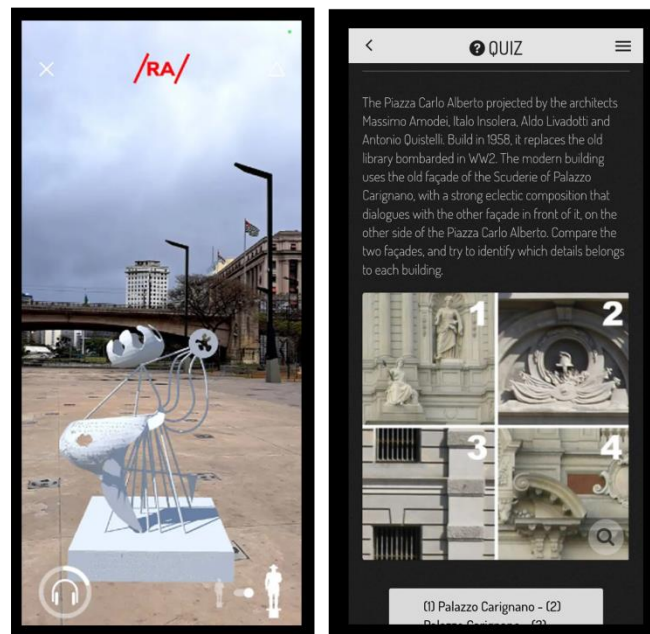 /RA/
QUIZ
The Piazza Carlo Alberto projected by the architects
Massimo Amodei, Italo Insolera, Aldo Livadotti and
Antonio Quistelli. Build in 1958, it replaces the old
library bombarded in WW2. The modern building
uses the old façade of the Scuderie of Palazzo
Carignano, with a strong eclectic composition that
dialogues with the other façade in front of it, on the
other side of the Piazza Carlo Alberto. Compare the
two façades, and try to identify which details belongs
to each building.
1
2
3
4
(1) Palazzo Carignano - (2)
Palazzo Carignano - (3)